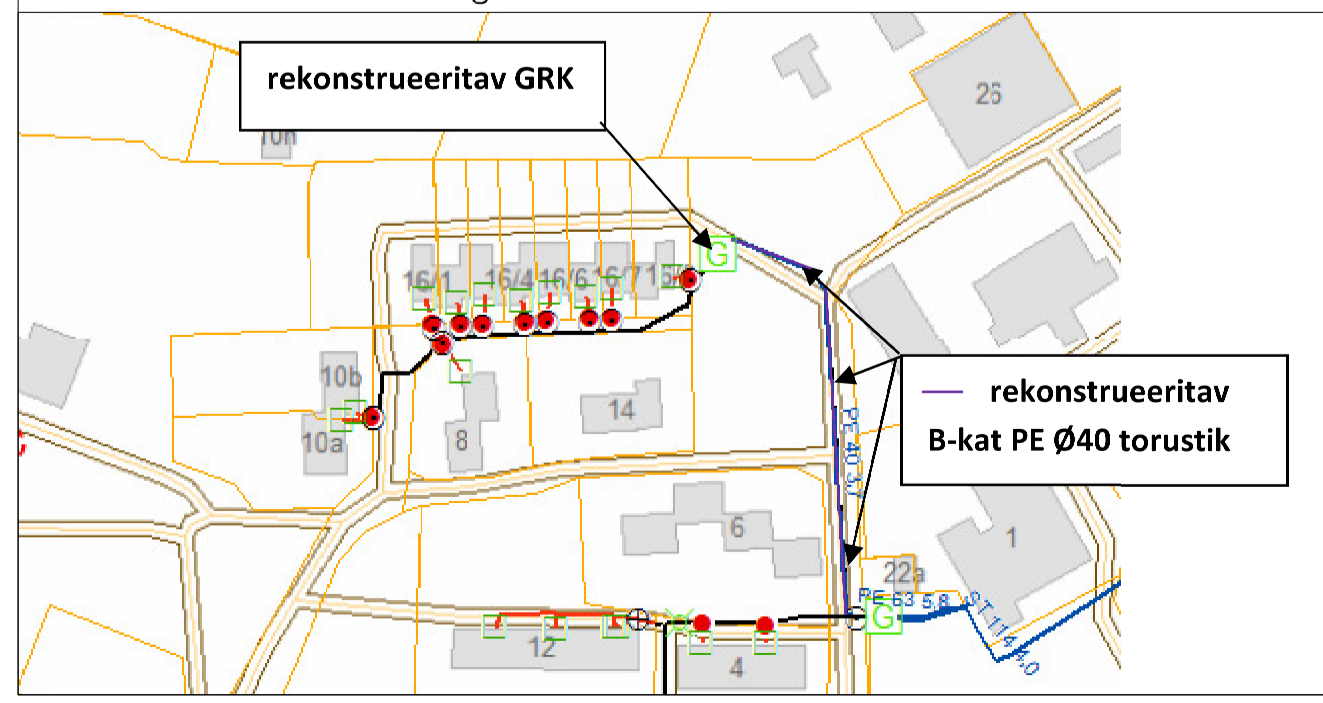 rekonstrueeritav GRK
26
16/1
16/4
16/6
16/7
G
10b
10a
8
14
PE 40 3,7
rekonstrueeritav
B-kat PE Ø40 torustik
6
1
22a
PE 63 5,8
ST 114 4,0
G
12
4